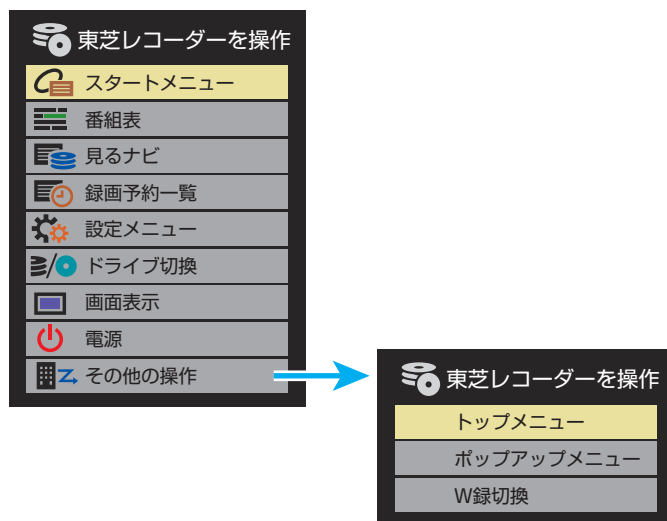 東芝レコーダーを操作
スタートメニュー
番組表
見るナビ
録画予約一覧
設定メニュー
ドライブ切換
画面表示
電源
その他の操作
東芝レコーダーを操作
トップメニュー
ポップアップメニュー
W録切換